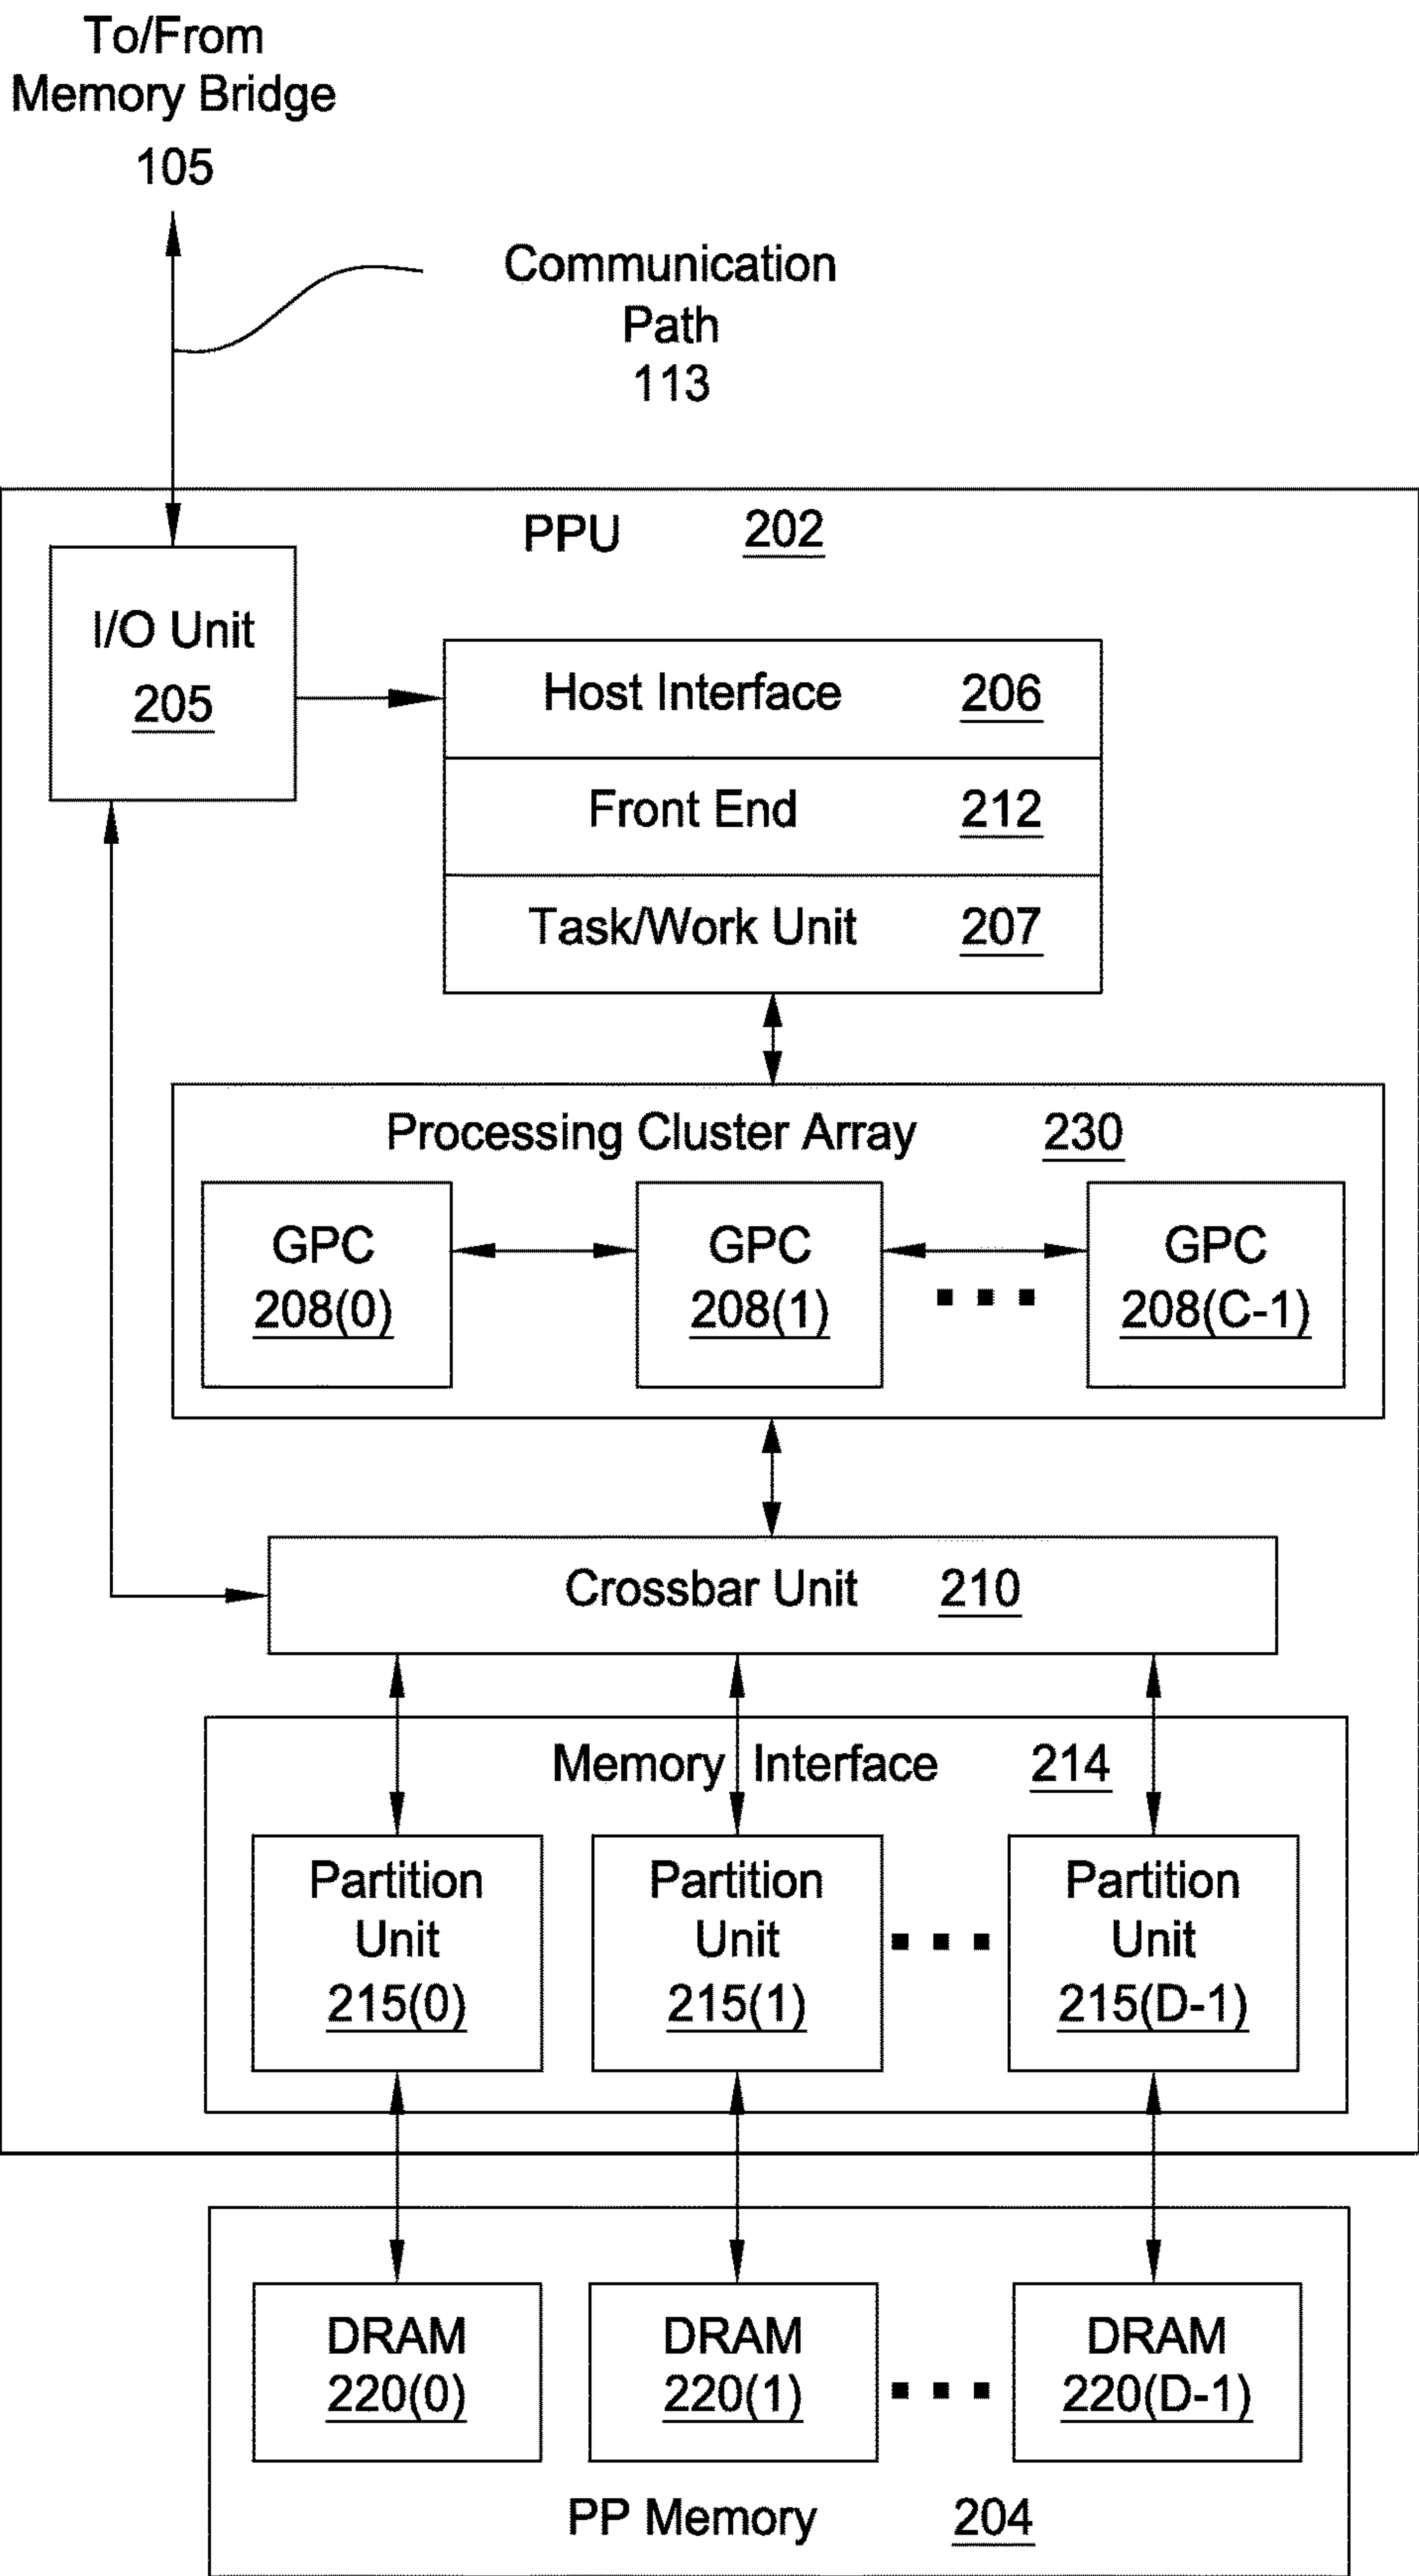 To/From
Memory Bridge
105
Communication
Path
113
PPU 202
I/O Unit
205
Host Interface 206
Front End 212
Task/Work Unit 207
Processing Cluster Array 230
GPC
208(0)
GPC
208(1)
GPC
208(C-1)
Crossbar Unit 210
Memory Interface 214
Partition
Unit
215(0)
Partition
Unit
215(1)
Partition
Unit
215(D-1)
DRAM
220(0)
DRAM
220(1)
DRAM
220(D-1)
PP Memory 204